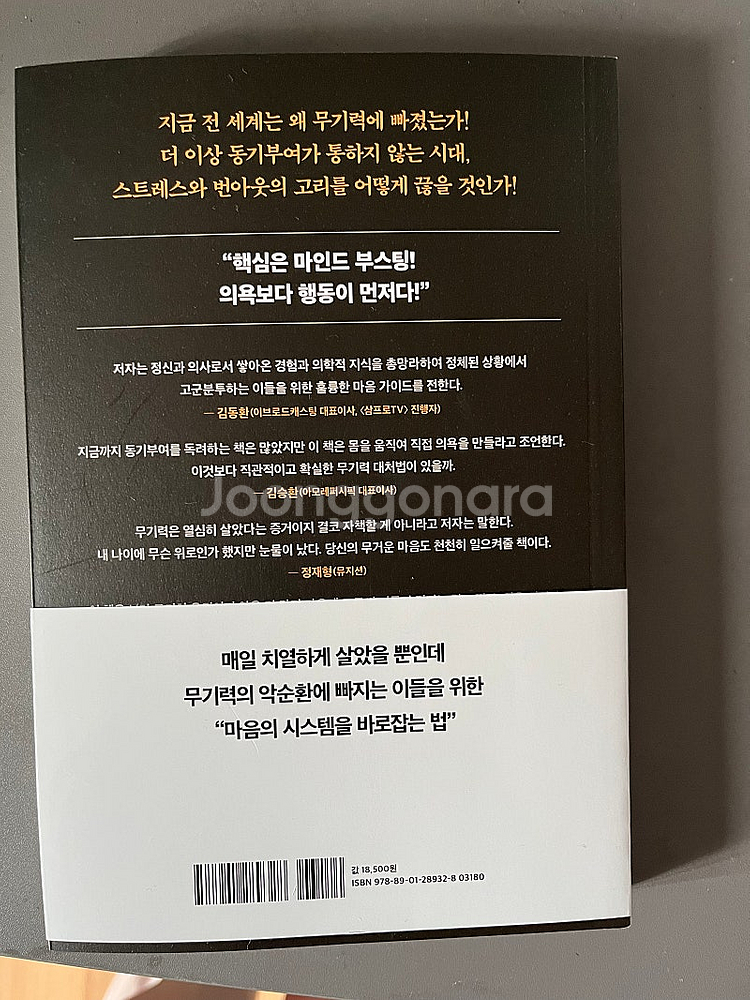 지금 전 세계는 왜 무기력에 빠졌는가!
더 이상 동기부여가 통하지 않는 시대,
스트레스와 번아웃의 고리를 어떻게 끊을 것인가!
“핵심은 마인드 부스팅!
의욕보다 행동이 먼저다!”
저자는 정신과 의사로서 쌓아온 경험과 의학적 지식을 총망라하여 정체된 상황에서
고군분투하는 이들을 위한 훌륭한 마음 가이드를 전한다.
― 김동환(이브로드캐스팅 대표이사, 〈삼프로TV〉 진행자)
지금까지 동기부여를 독려하는 책은 많았지만 이 책은 몸을 움직여 직접 의욕을 만들라고 조언한다.
이것보다 직관적이고 확실한 무기력 대처법이 있을까.
― 김승환(아모레퍼시픽 대표이사)
Joonggonara
무기력은 열심히 살았다는 증거이지 결코 자책할 게 아니라고 저자는 말한다.
내 나이에 무슨 위로인가 했지만 눈물이 났다. 당신의 무거운 마음도 천천히 일으켜줄 책이다.
― 정재형(뮤지션)
매일 치열하게 살았을 뿐인데
무기력의 악순환에 빠지는 이들을 위한
“마음의 시스템을 바로잡는 법”
값 18,500원
ISBN 978-89-01-28932-8 03180